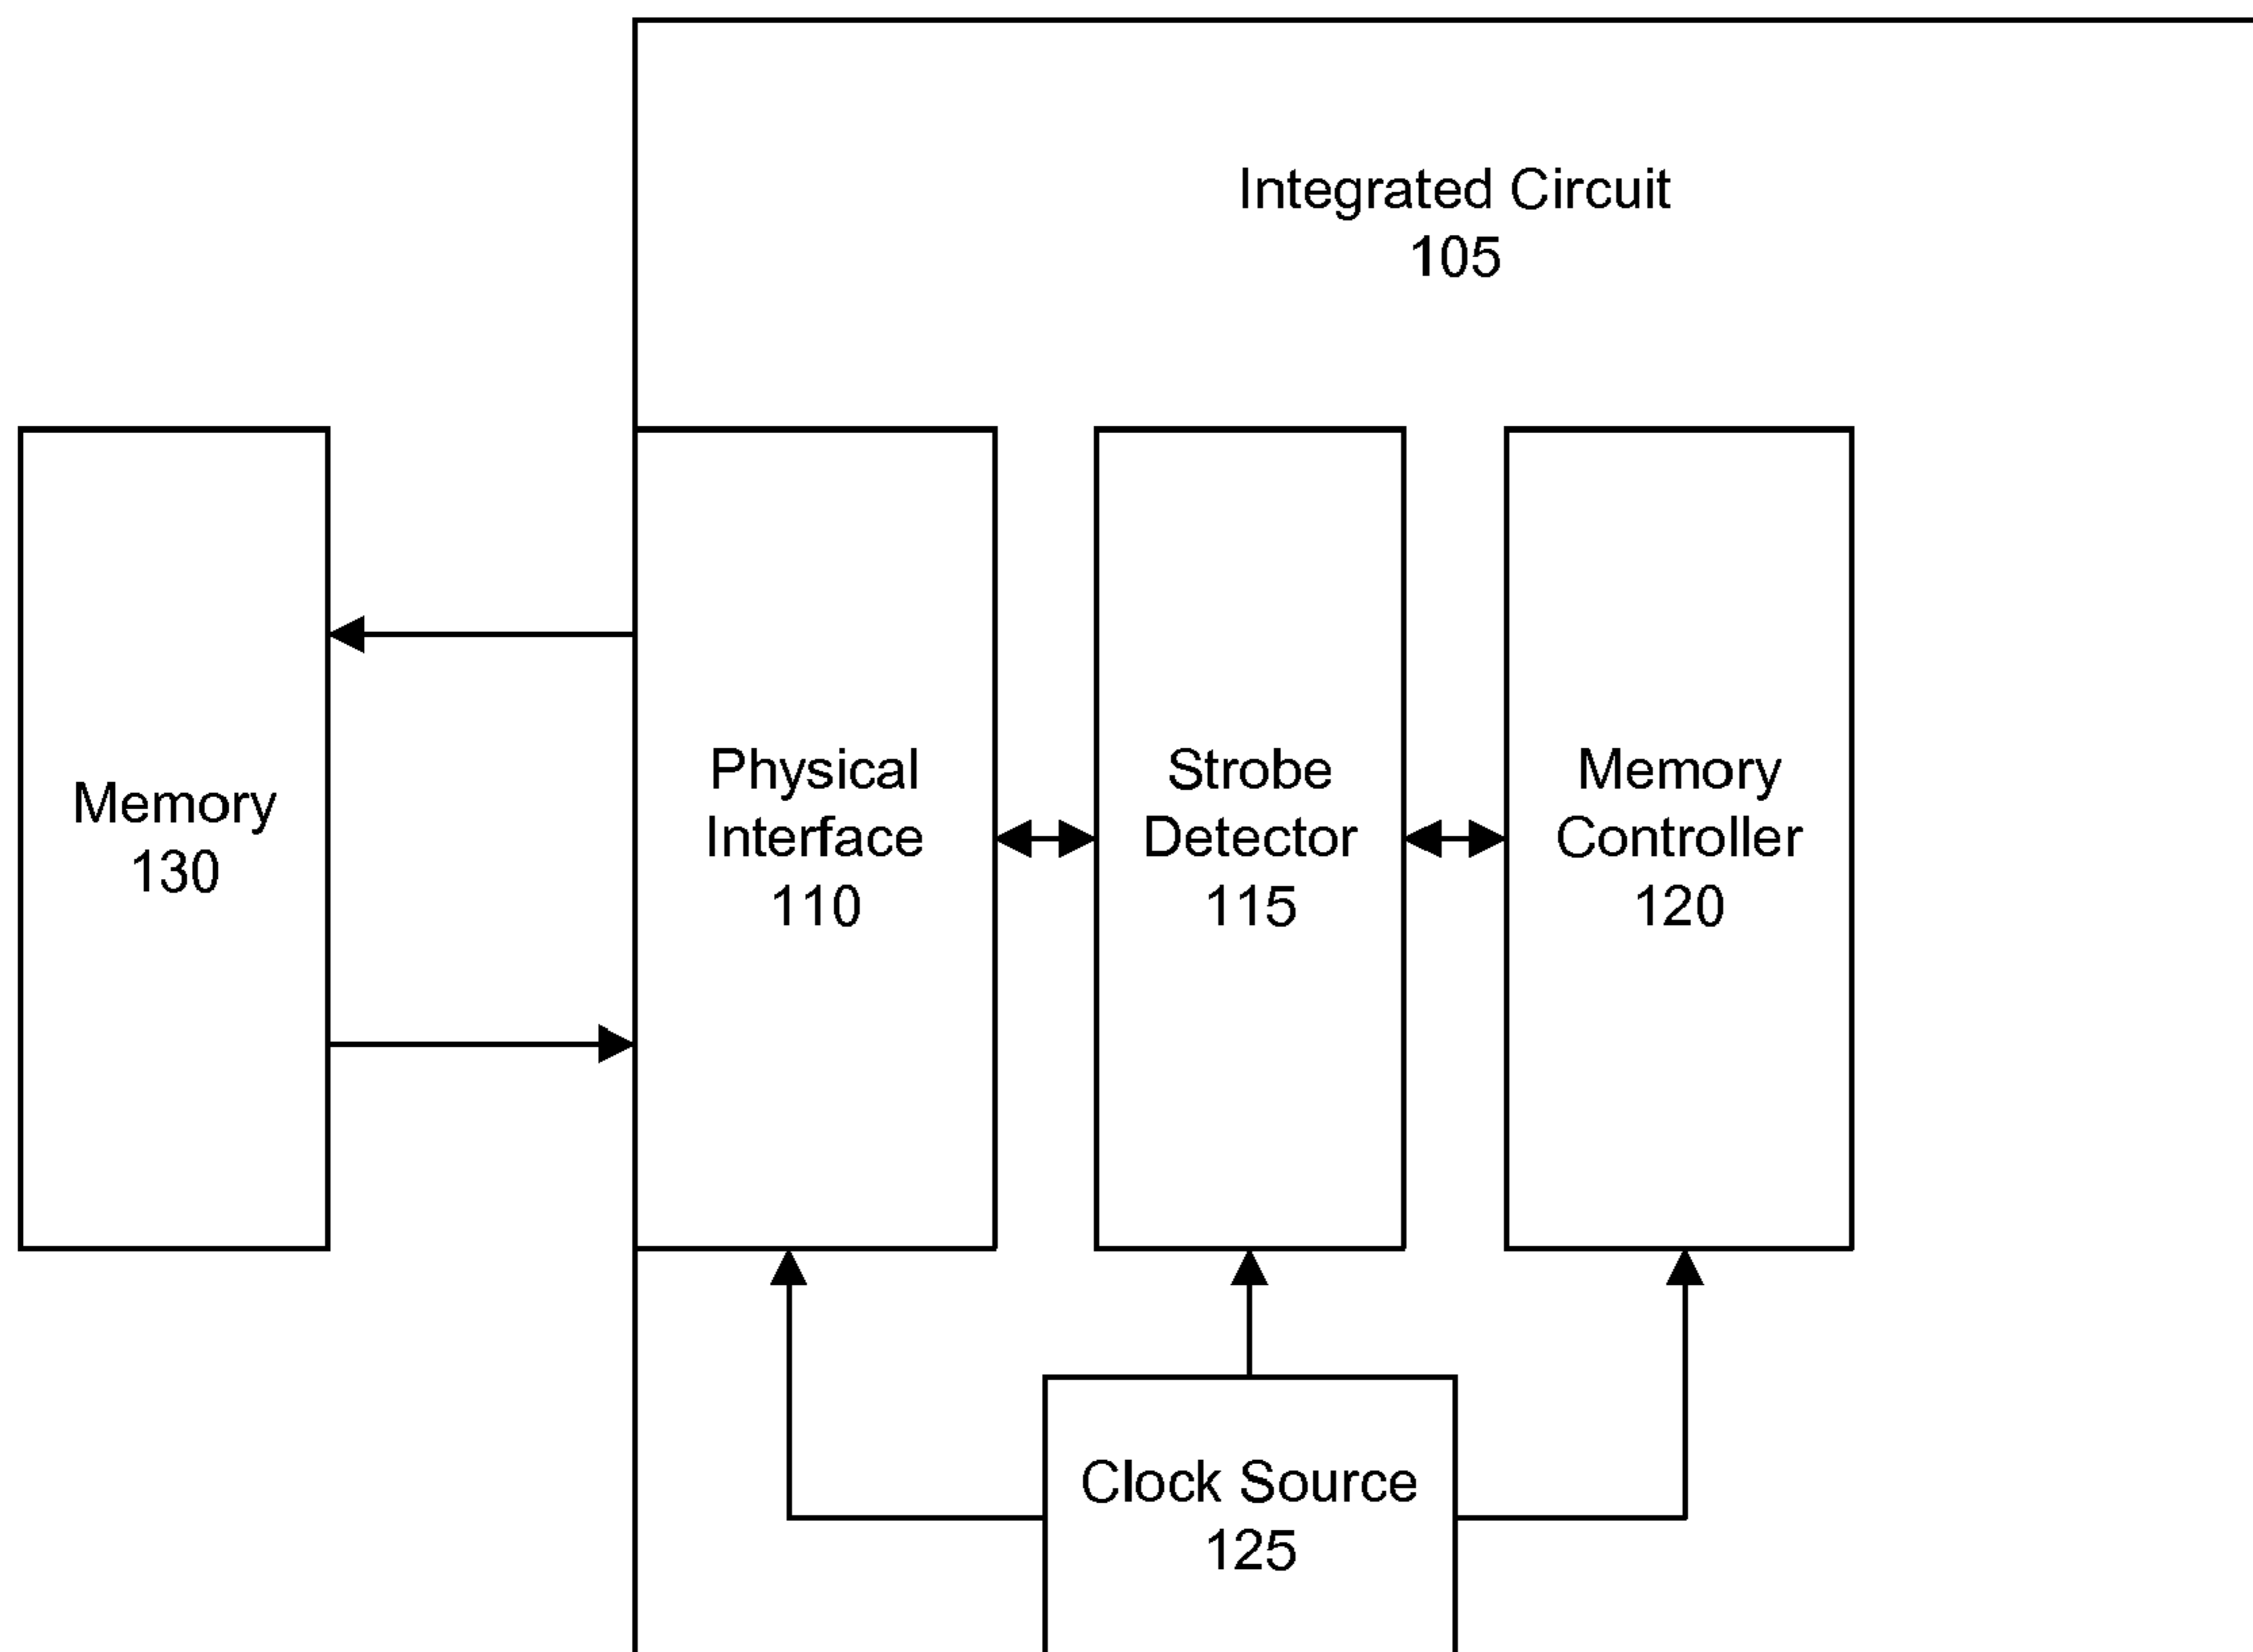 Integrated Circuit
105
Memory
130
Physical
Interface
110
Strobe
Detector
115
Memory
Controller
120
Clock Source
125